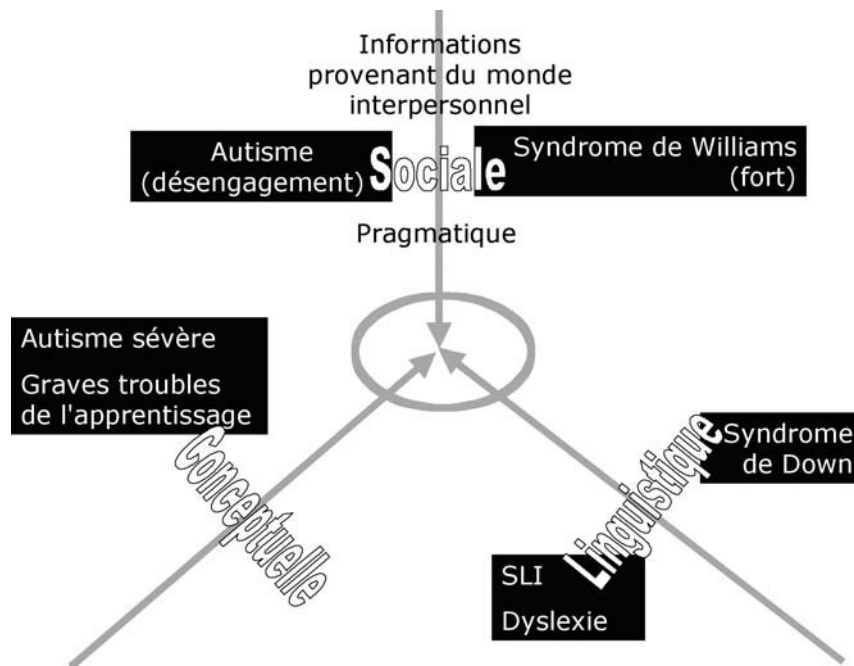 Informations
provenant du monde
interpersonnel
Autisme
(désengagement)
Sociale
Syndrome de Williams
(fort)
Pragmatique
Autisme sévère
Graves troubles
de l'apprentissage
Conceptuelle
Linguistique
Syndrome
de Down
SLI
Dyslexie